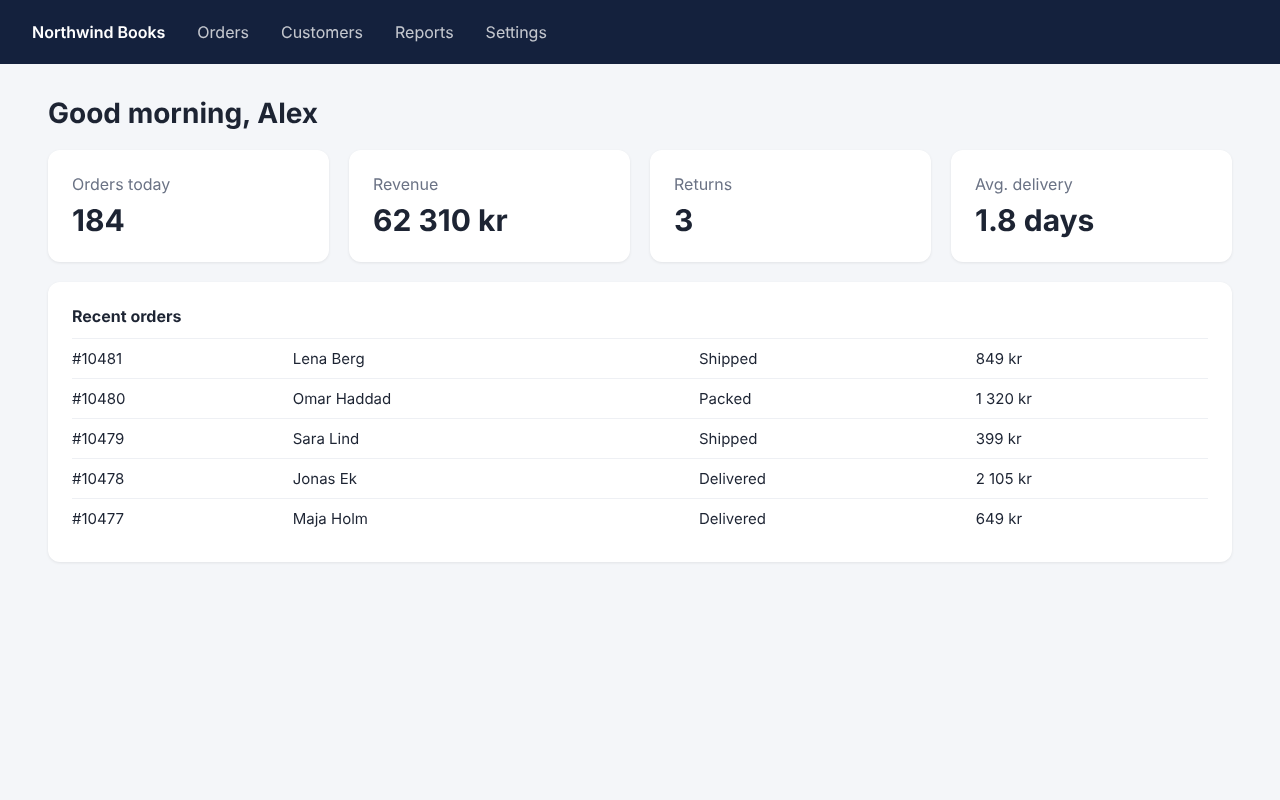 Northwind Books Orders Customers Reports Settings
Good morning, Alex
Orders today Revenue Returns Avg. delivery
184 62 310 kr 3 1.8 days
Recent orders
#10481 Lena Berg Shipped 849 kr
#10480 Omar Haddad Packed 1 320 kr
#10479 Sara Lind Shipped 399 kr
#10478 Jonas Ek Delivered 2 105 kr
#10477 Maja Holm Delivered 649 kr